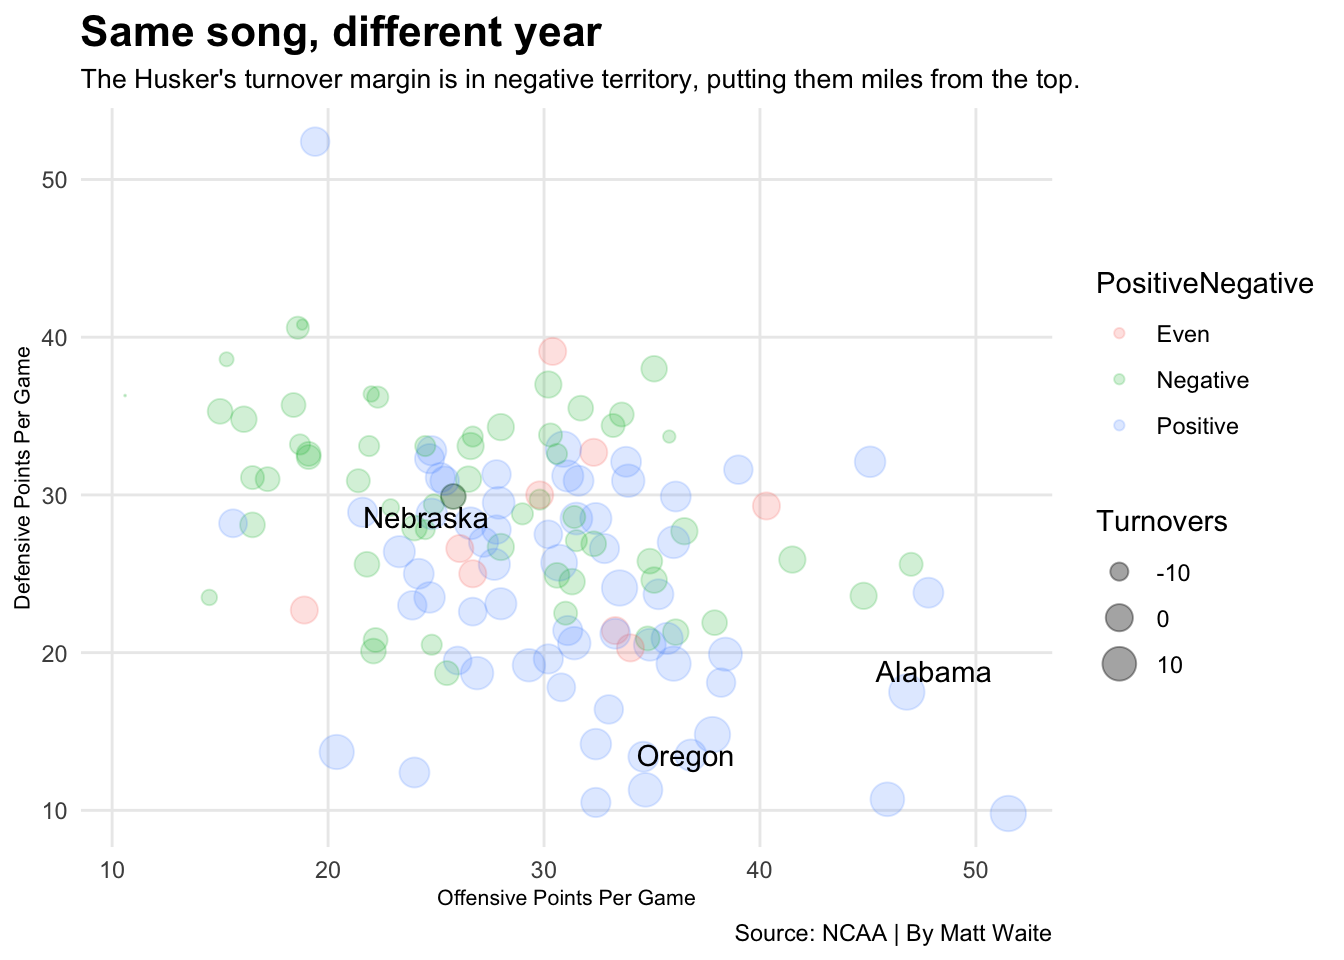 Same song, different year
The Husker's turnover margin is in negative territory, putting them miles from the top.
Defensive Points Per Game
50
40
30
20
10
Nebraska
Alabama
Oregon
10 20 30 40 50
Offensive Points Per Game
PositiveNegative
Even
Negative
Positive
Turnovers
-10
0
10
Source: NCAA | By Matt Waite